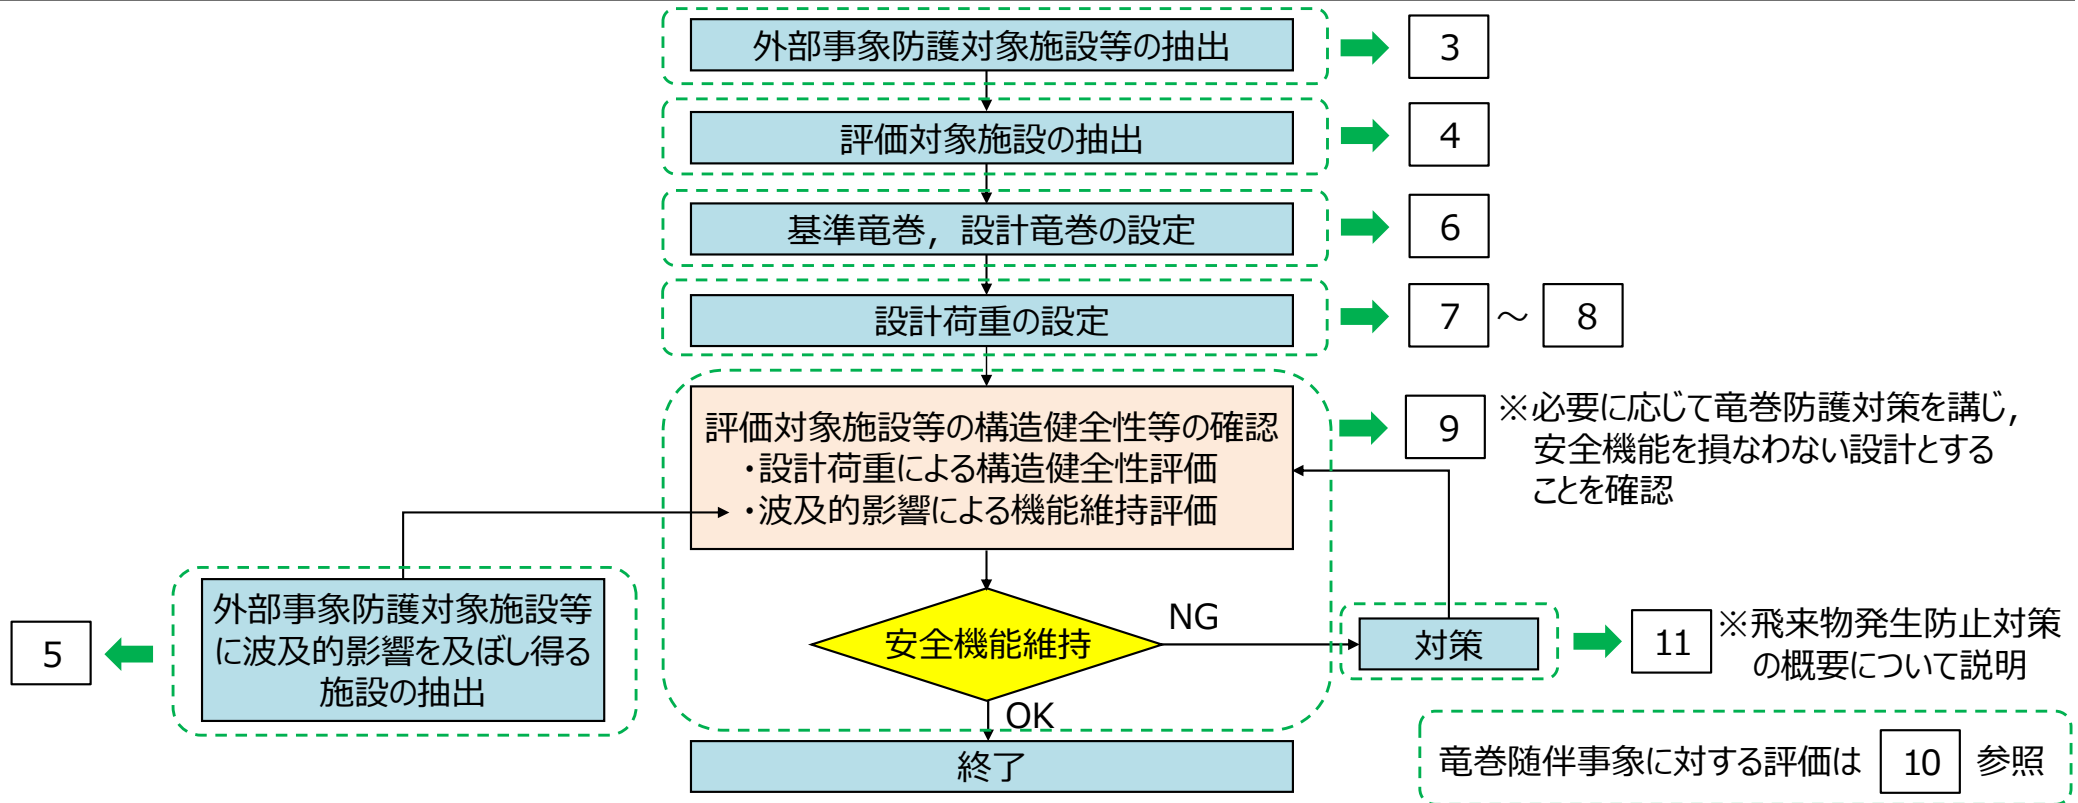 外部事象防護対象施設等の抽出
3
評価対象施設の抽出
4
基準竜巻，設計竜巻の設定
6
設計荷重の設定
7 ～ 8
評価対象施設等の構造健全性等の確認
・設計荷重による構造健全性評価
・波及的影響による機能維持評価
9
※必要に応じて竜巻防護対策を講じ，
安全機能を損なわない設計とする
ことを確認
5
外部事象防護対象施設等
に波及的影響を及ぼし得る
施設の抽出
安全機能維持
NG
対策
11
※飛来物発生防止対策
の概要について説明
OK
終了
竜巻随伴事象に対する評価は 10 参照